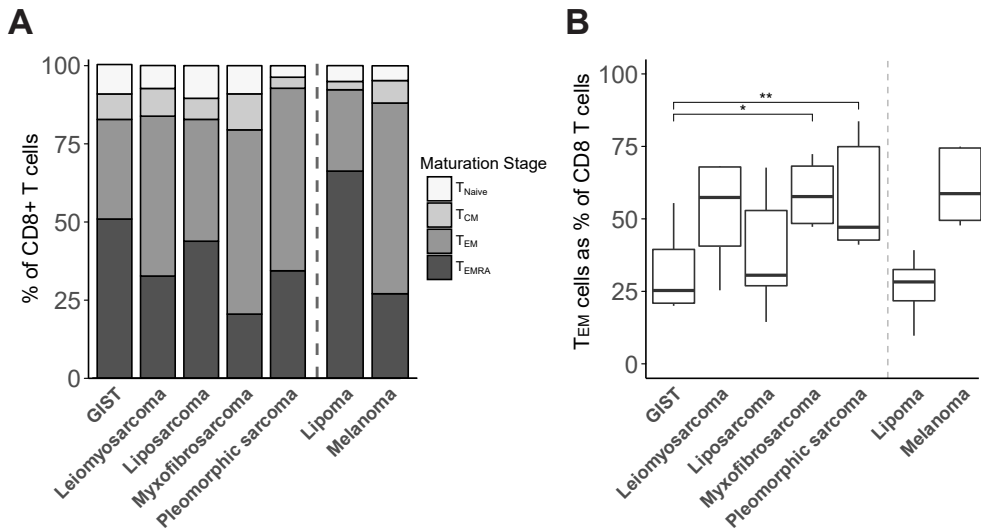 A
% of CD8+ T cells
100
75
50
25
0
GIST
Leiomyosarcoma
Liposarcoma
Myxofibrosarcoma
Pleomorphic sarcoma
Lipoma
Melanoma
Maturation Stage
TNaive
TCM
TEM
TEMRA
B
TEM cells as % of CD8 T cells
100
75
50
25
0
**
*
GIST
Leiomyosarcoma
Liposarcoma
Myxofibrosarcoma
Pleomorphic sarcoma
Lipoma
Melanoma